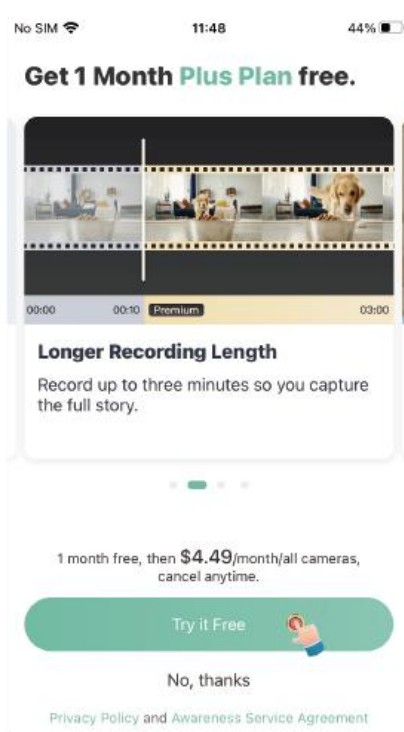 No SIM 11:48 44%
Get 1 Month Plus Plan free.
00:00 00:10 Premium 03:00
Longer Recording Length
Record up to three minutes so you capture
the full story.
1 month free, then $4.49/month/all cameras,
cancel anytime.
Try it Free
No, thanks
Privacy Policy and Awareness Service Agreement